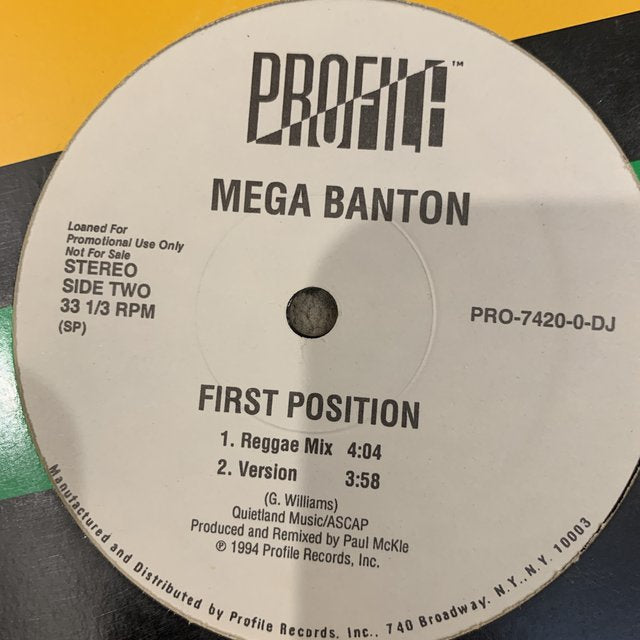 PROFILE™
MEGA BANTON
Loaned For
Promotional Use Only
Not For Sale
STEREO
SIDE TWO
33 1/3 RPM
(SP)
PRO-7420-0-DJ
FIRST POSITION
1. Reggae Mix 4:04
2. Version 3:58
(G. Williams)
Quietland Music/ASCAP
Produced and Remixed by Paul McKie
℗ 1994 Profile Records, Inc.
Manufactured and Distributed by Profile Records, Inc., 740 Broadway, N.Y., N.Y. 10003